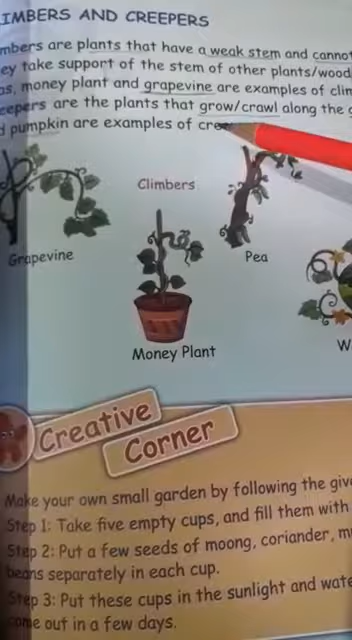 IMBERS AND CREEPERS
mbers are plants that have a weak stem and cannot
ey take support of the stem of other plants/wood
as, money plant and grapevine are examples of clim
eepers are the plants that grow/crawl along the g
d pumpkin are examples of cre
Climbers
Grapevine
Pea
Money Plant
W
Creative
Corner
Make your own small garden by following the give
Step 1: Take five empty cups, and fill them with
Step 2: Put a few seeds of moong, coriander, mu
beans separately in each cup.
Step 3: Put these cups in the sunlight and wate
come out in a few days.